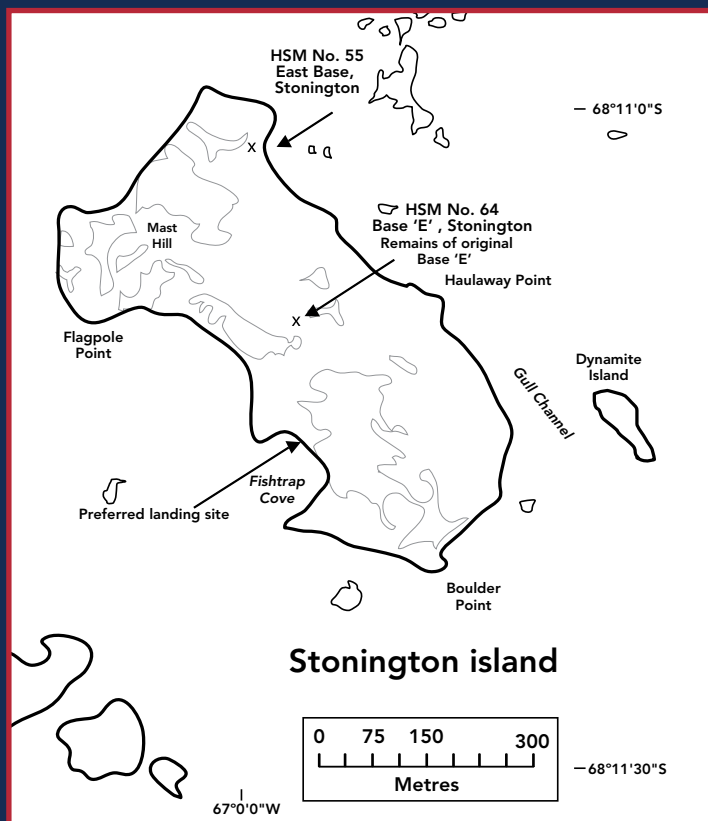 HSM No. 55
East Base,
Stonington
68°11'0"S
x
HSM No. 64
Base 'E' , Stonington
Remains of original
Base 'E'
Mast
Hill
Haulaway Point
x
Flagpole
Point
Dynamite
Island
Gull Channel
Fishtrap
Cove
Preferred landing site
Boulder
Point
Stonington island
0 75 150 300
Metres
68°11'30"S
67°0'0"W